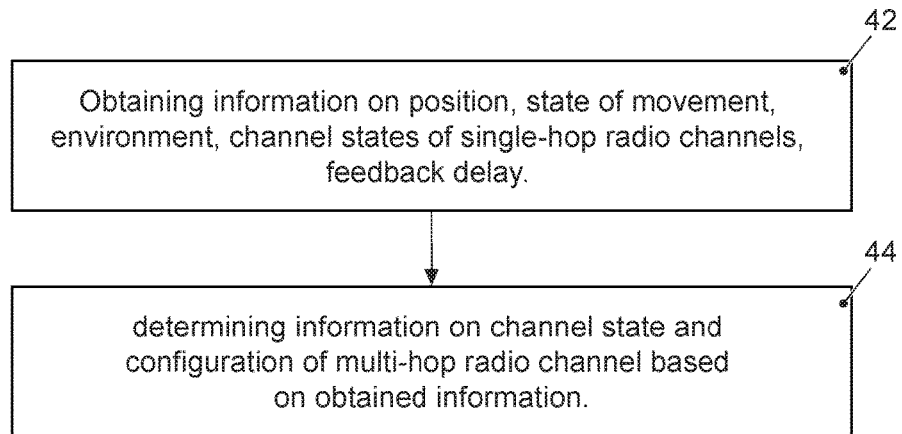 42
Obtaining information on position, state of movement,
environment, channel states of single-hop radio channels,
feedback delay.
44
determining information on channel state and
configuration of multi-hop radio channel based
on obtained information.